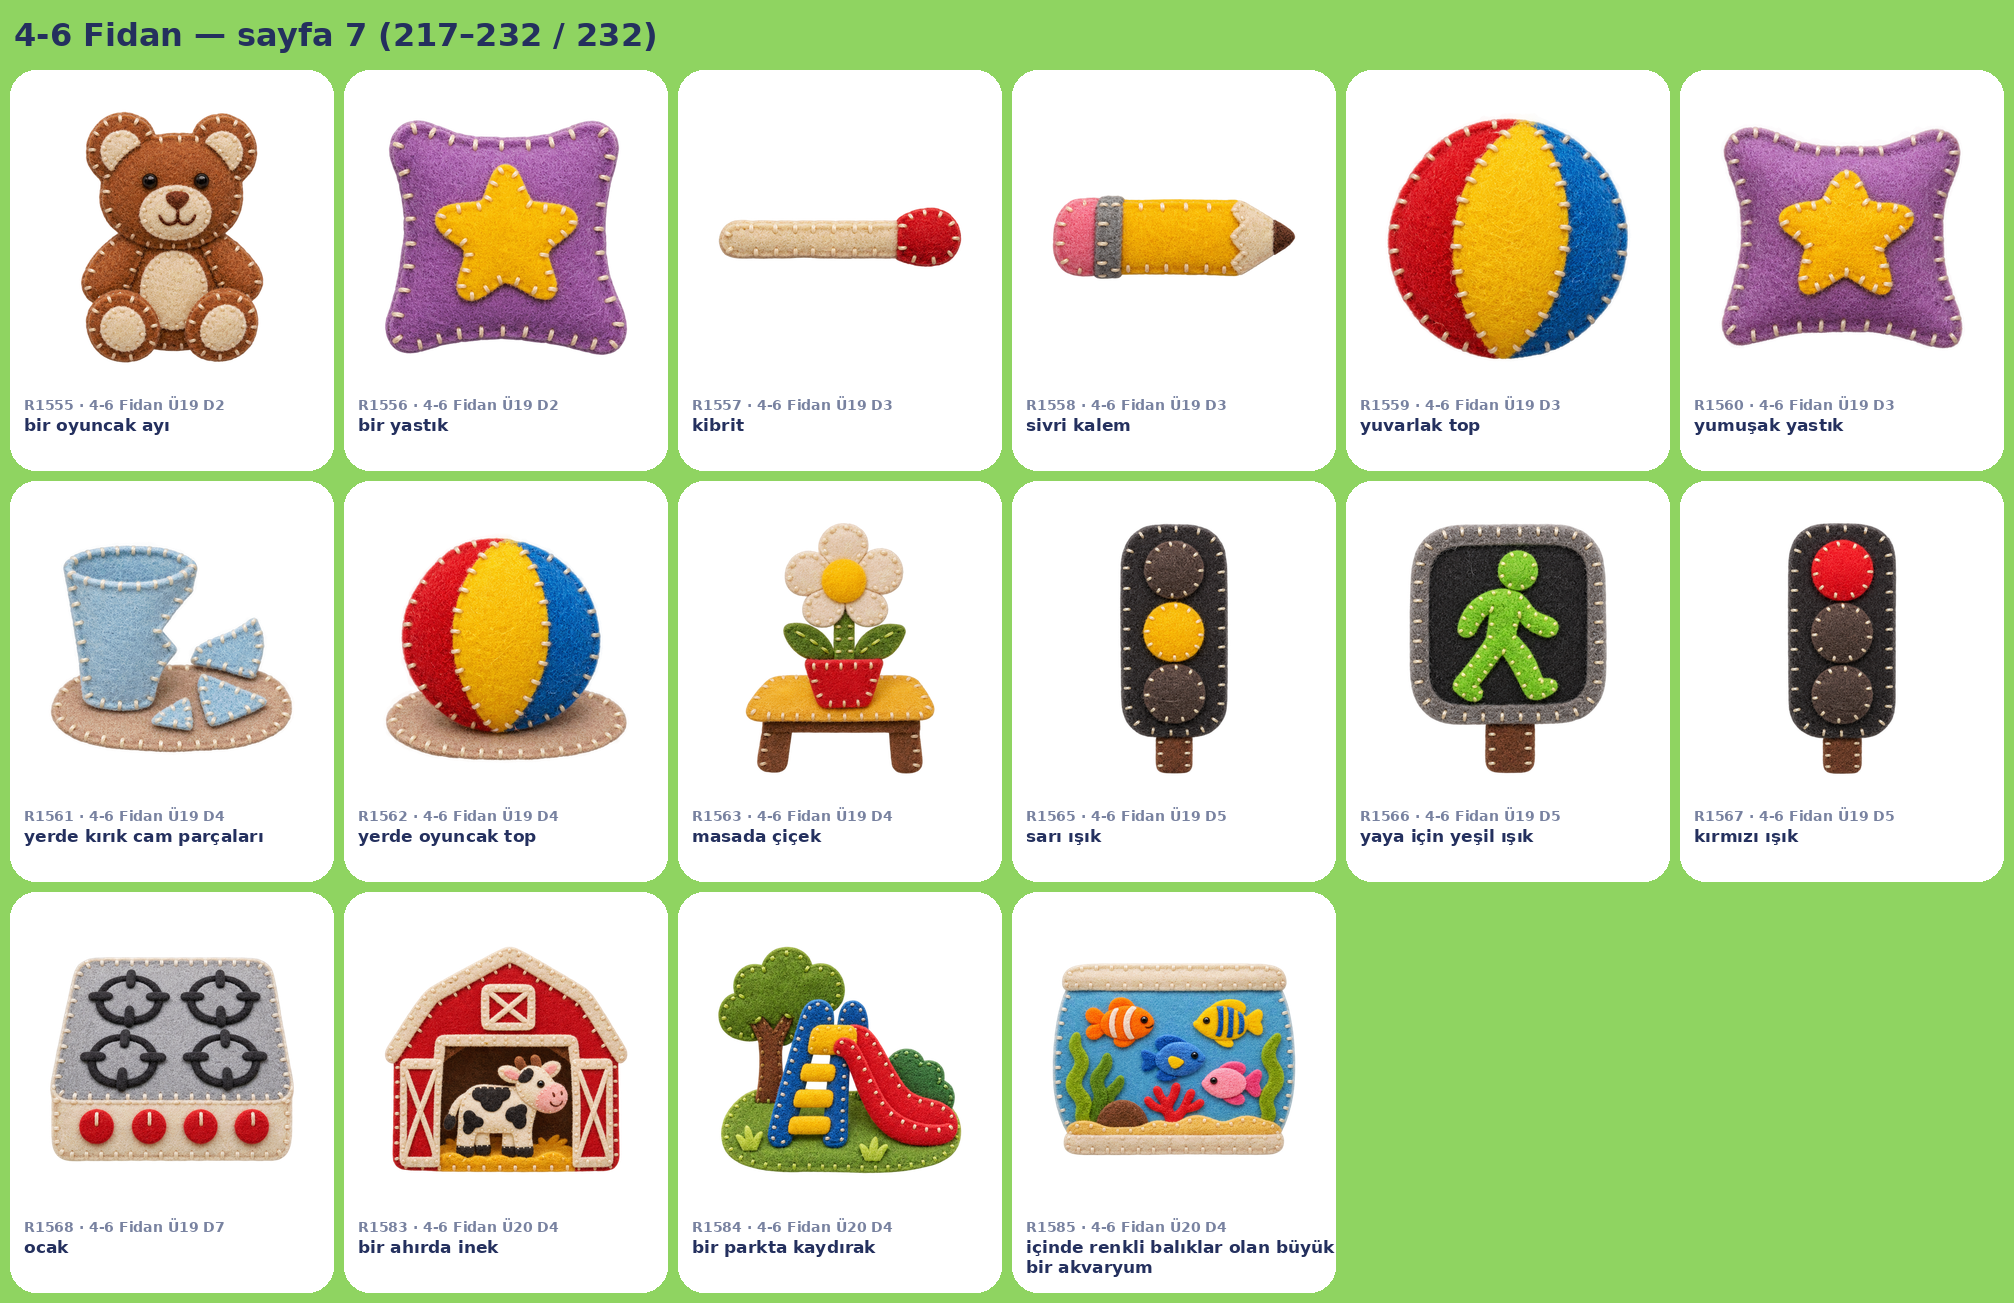 4-6 Fidan — sayfa 7 (217–232 / 232)
R1555 · 4-6 Fidan Ü19 D2
bir oyuncak ayı
R1556 · 4-6 Fidan Ü19 D2
bir yastık
R1557 · 4-6 Fidan Ü19 D3
kibrit
R1558 · 4-6 Fidan Ü19 D3
sivri kalem
R1559 · 4-6 Fidan Ü19 D3
yuvarlak top
R1560 · 4-6 Fidan Ü19 D3
yumuşak yastık
R1561 · 4-6 Fidan Ü19 D4
yerde kırık cam parçaları
R1562 · 4-6 Fidan Ü19 D4
yerde oyuncak top
R1563 · 4-6 Fidan Ü19 D4
masada çiçek
R1565 · 4-6 Fidan Ü19 D5
sarı ışık
R1566 · 4-6 Fidan Ü19 D5
yaya için yeşil ışık
R1567 · 4-6 Fidan Ü19 D5
kırmızı ışık
R1568 · 4-6 Fidan Ü19 D7
ocak
R1583 · 4-6 Fidan Ü20 D4
bir ahırda inek
R1584 · 4-6 Fidan Ü20 D4
bir parkta kaydırak
R1585 · 4-6 Fidan Ü20 D4
içinde renkli balıklar olan büyük
bir akvaryum